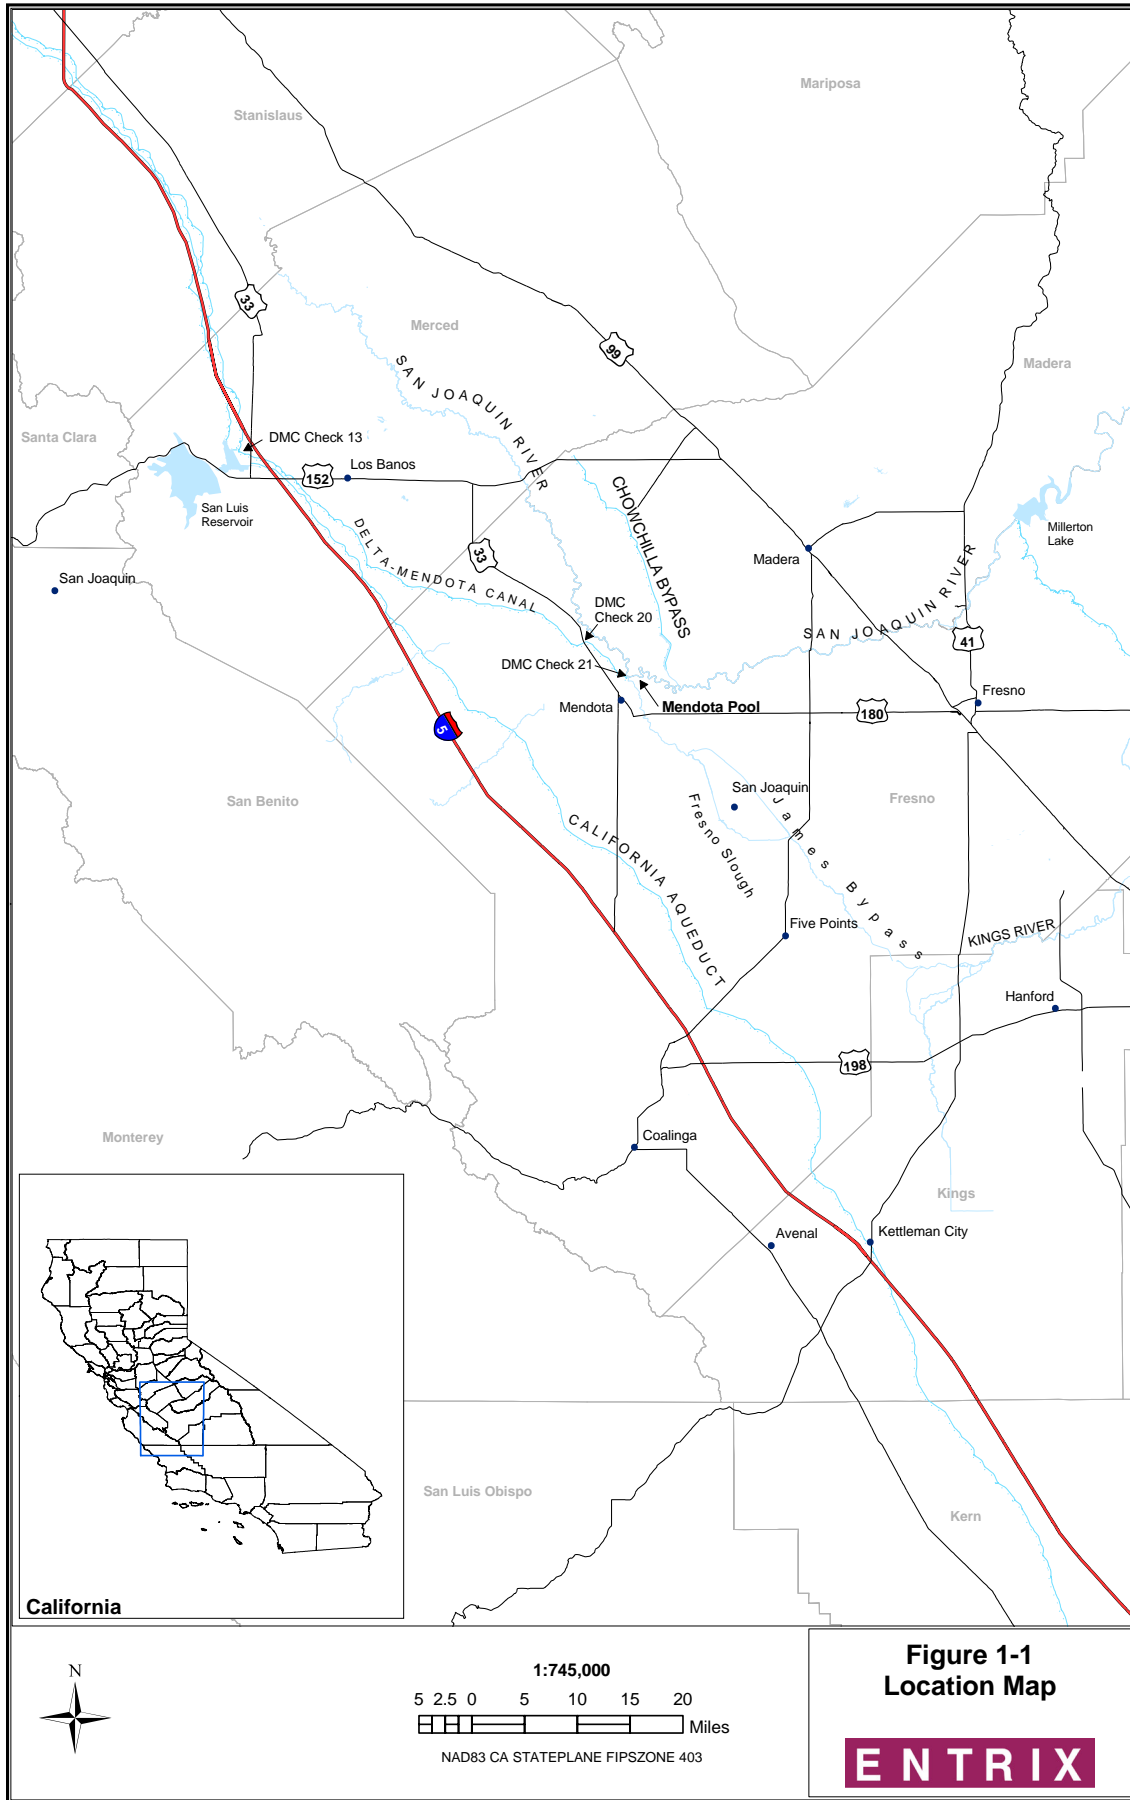 Mariposa
Stanislaus
33
Merced
99
Madera
SAN JOAQUIN RIVER
Santa Clara
DMC Check 13
Los Banos
152
San Luis
Reservoir
CHOWCHILLA BYPASS
Millerton
Lake
DELTA-MENDOTA CANAL
33
Madera
San Joaquin
DMC
Check 20
SAN JOAQUIN RIVER
41
DMC Check 21
Mendota
Mendota Pool
180
Fresno
5
San Benito
San Joaquin
Fresno
Fresno Slough
James Bypass
CALIFORNIA AQUEDUCT
Five Points
KINGS RIVER
Hanford
198
Monterey
Coalinga
Kings
Avenal
Kettleman City
San Luis Obispo
Kern
California
N
1:745,000
5 2.5 0 5 10 15 20
Miles
NAD83 CA STATEPLANE FIPSZONE 403
Figure 1-1
Location Map
ENTRIX